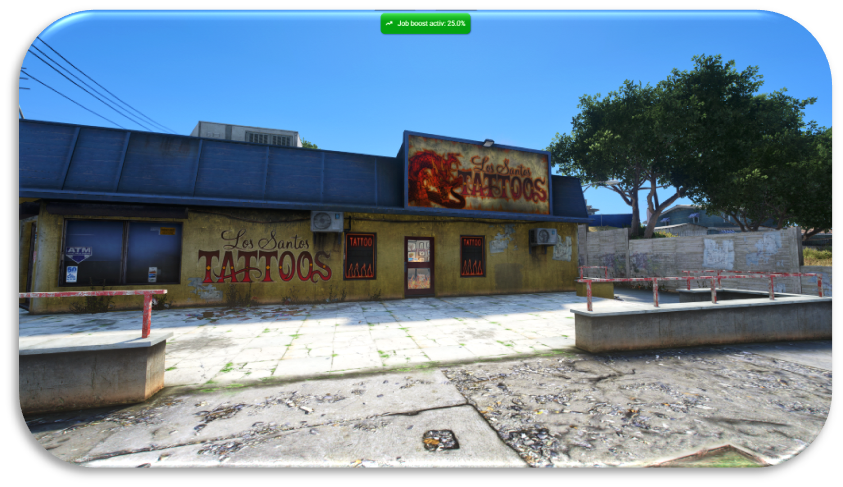 Job boost activ: 25.0%
Los Santos
TATTOOS
Los Santos
TATTOOS
TATTOO
TATTOO
ATM